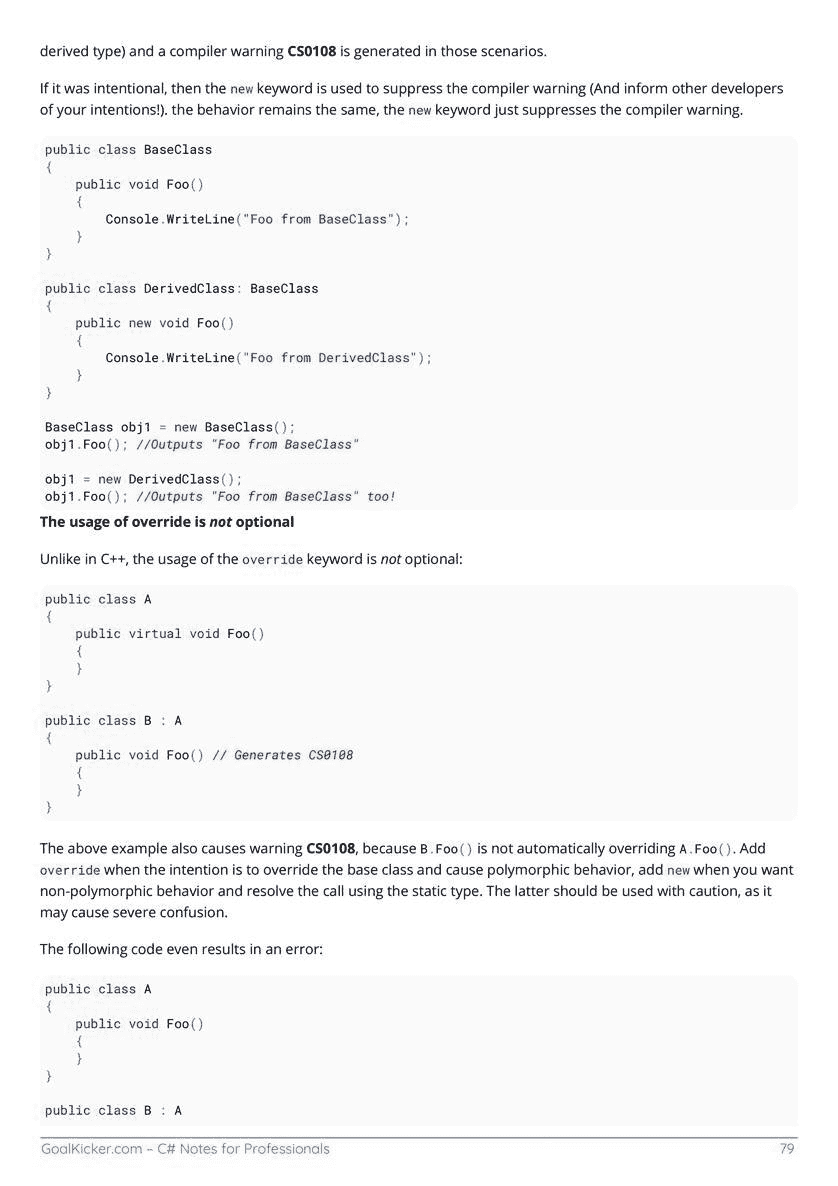 derived type) and a compiler warning CS0108 is generated in those scenarios.
If it was intentional, then the new keyword is used to suppress the compiler warning (And inform other developers
of your intentions!). the behavior remains the same, the new keyword just suppresses the compiler warning.
public class BaseClass
{
    public void Foo()
    {
        Console.WriteLine("Foo from BaseClass");
    }
}
public class DerivedClass: BaseClass
{
    public new void Foo()
    {
        Console.WriteLine("Foo from DerivedClass");
    }
}
BaseClass obj1 = new BaseClass();
obj1.Foo(); //Outputs "Foo from BaseClass"
obj1 = new DerivedClass();
obj1.Foo(); //Outputs "Foo from BaseClass" too!
The usage of override is not optional
Unlike in C++, the usage of the override keyword is not optional:
public class A
{
    public virtual void Foo()
    {
    }
}
public class B : A
{
    public void Foo() // Generates CS0108
    {
    }
}
The above example also causes warning CS0108, because B.Foo() is not automatically overriding A.Foo(). Add
override when the intention is to override the base class and cause polymorphic behavior, add new when you want
non-polymorphic behavior and resolve the call using the static type. The latter should be used with caution, as it
may cause severe confusion.
The following code even results in an error:
public class A
{
    public void Foo()
    {
    }
}
public class B : A
GoalKicker.com – C# Notes for Professionals 79